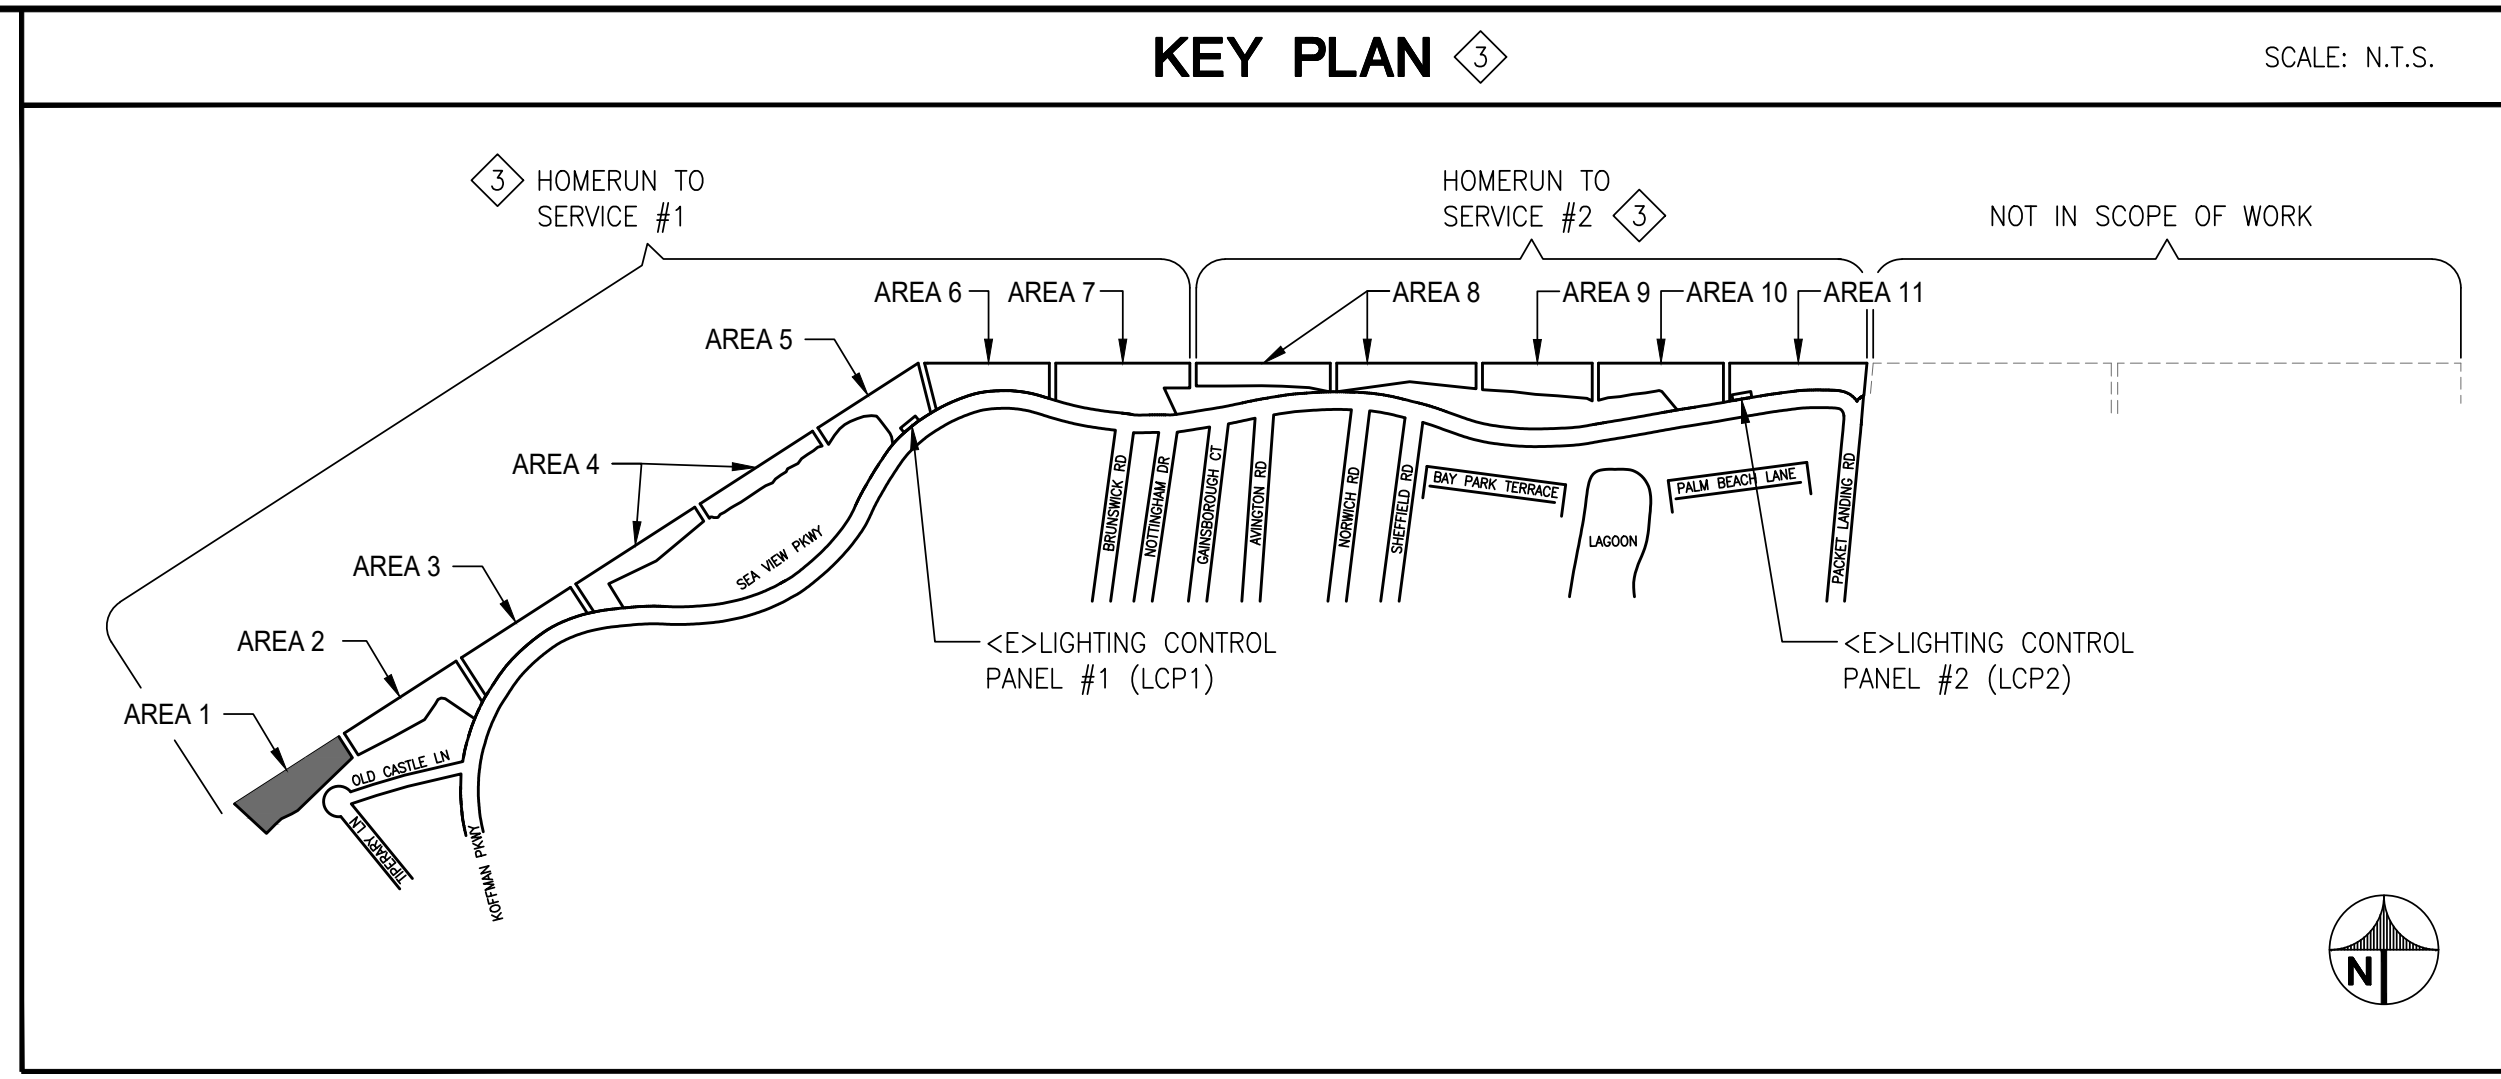 KEY PLAN 3
SCALE: N.T.S.
3 HOMERUN TO
SERVICE #1
HOMERUN TO
SERVICE #2 3
NOT IN SCOPE OF WORK
AREA 6
AREA 7
AREA 8
AREA 9
AREA 10
AREA 11
AREA 5
AREA 4
AREA 3
AREA 2
AREA 1
SEA VIEW PKWY
BRUNSWICK RD
NOTTINGHAM DR
GAINSBOROUGH CT
AVINGTON RD
NORWICH RD
SHEFFIELD RD
BAY PARK TERRACE
LAGOON
PALM BEACH LANE
PACKET LANDING RD
<E>LIGHTING CONTROL
PANEL #1 (LCP1)
<E>LIGHTING CONTROL
PANEL #2 (LCP2)
OLD CASTLE LN
TIPERARY LN
KOFFMAN PKWY
N